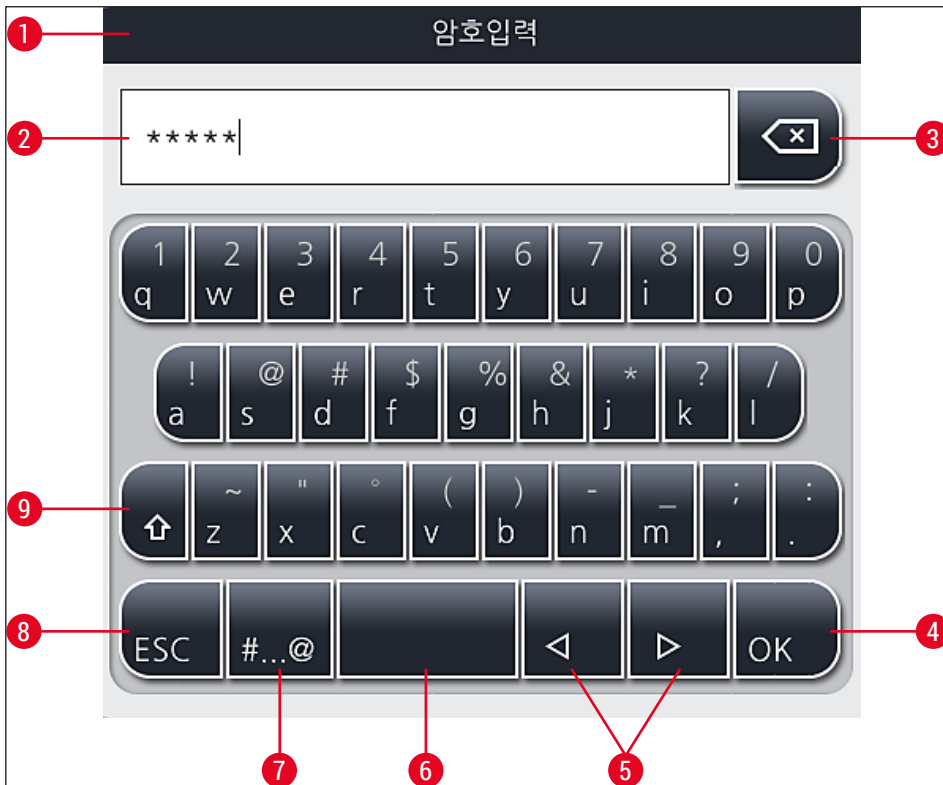 1 암호입력
2 ***** 3
1 2 3 4 5 6 7 8 9 0
q w e r t y u i o p
! @ # $ % & * ? /
a s d f g h j k l
~ " ° ( ) - _ ; :
9 z x c v b n m , .
8 ESC #...@ OK 4
7 6 5